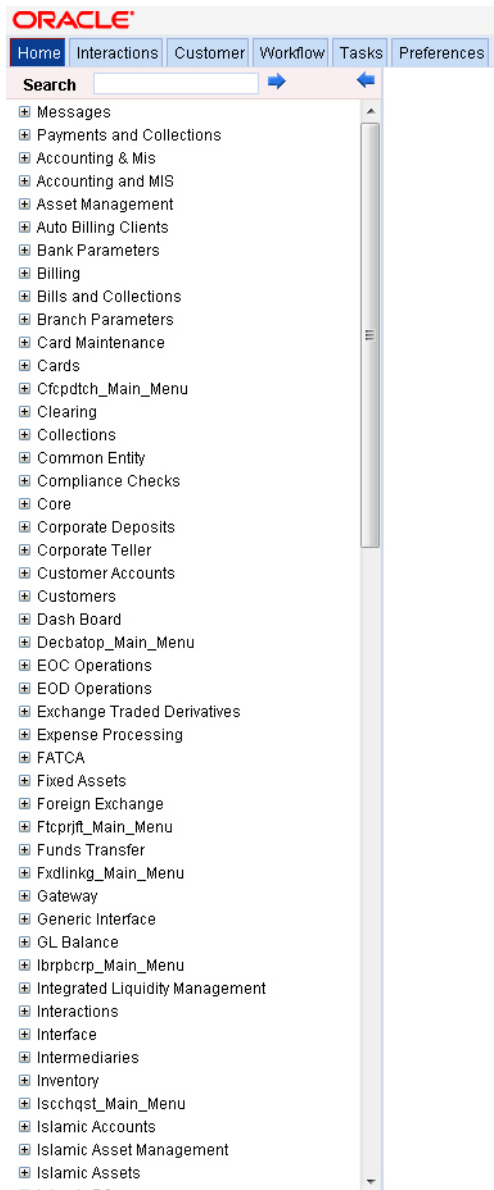 ORACLE
Home Interactions Customer Workflow Tasks Preferences
Search
Messages
Payments and Collections
Accounting & Mis
Accounting and MIS
Asset Management
Auto Billing Clients
Bank Parameters
Billing
Bills and Collections
Branch Parameters
Card Maintenance
Cards
Cfcpdtch_Main_Menu
Clearing
Collections
Common Entity
Compliance Checks
Core
Corporate Deposits
Corporate Teller
Customer Accounts
Customers
Dash Board
Decbatop_Main_Menu
EOC Operations
EOD Operations
Exchange Traded Derivatives
Expense Processing
FATCA
Fixed Assets
Foreign Exchange
Ftcprjft_Main_Menu
Funds Transfer
Fxdlinkg_Main_Menu
Gateway
Generic Interface
GL Balance
Ibrpbcrp_Main_Menu
Integrated Liquidity Management
Interactions
Interface
Intermediaries
Inventory
Iscchqst_Main_Menu
Islamic Accounts
Islamic Asset Management
Islamic Assets